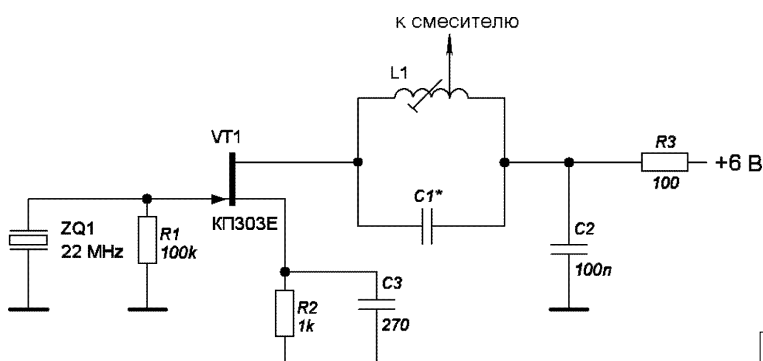 к смесителю
L1
VT1
R3
+6 В
100
C1*
ZQ1
22 MHz
R1
100k
КП303Е
C2
100n
C3
270
R2
1k